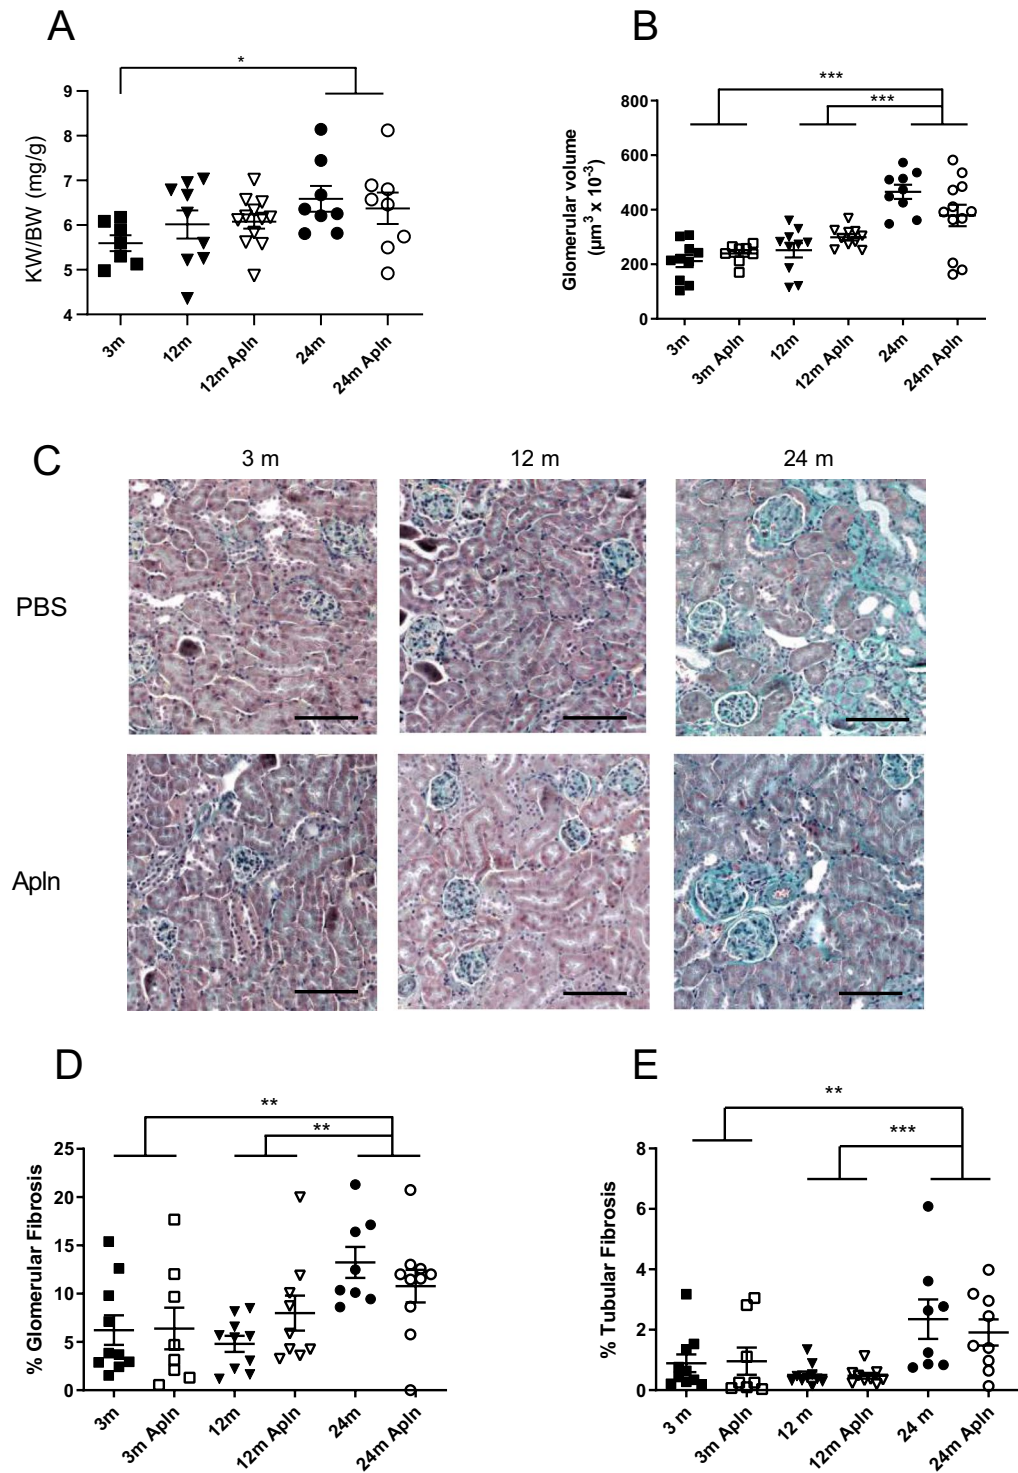 A
*
KW/BW (mg/g)
9
8
7
6
5
4
3m
12m
12m Apln
24m
24m Apln
B
***
***
Glomerular volume
(µm³ x 10⁻³)
800
600
400
200
0
3m
3m Apln
12m
12m Apln
24m
24m Apln
C
3 m
12 m
24 m
PBS
Apln
D
**
**
% Glomerular Fibrosis
25
20
15
10
5
0
3m
3m Apln
12m
12m Apln
24m
24m Apln
E
**
***
% Tubular Fibrosis
8
6
4
2
0
3 m
3m Apln
12 m
12m Apln
24 m
24m Apln